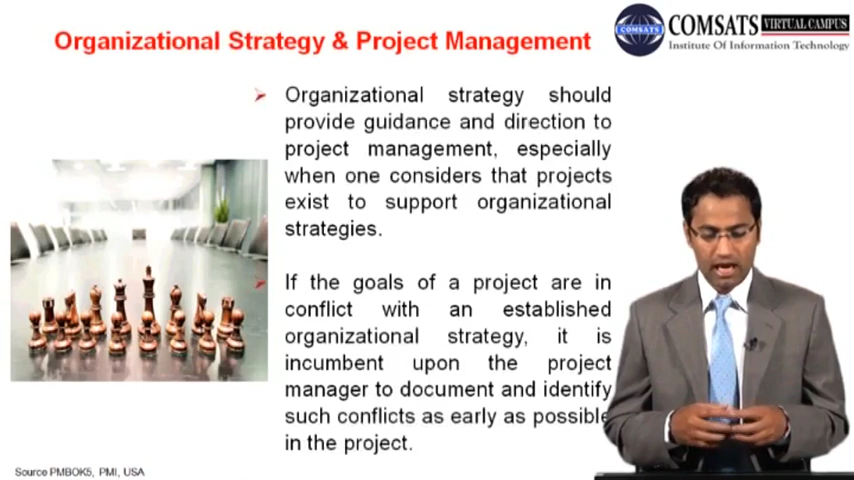 Organizational Strategy & Project Management
COMSATS
COMSATS VIRTUAL CAMPUS
Institute Of Information Technology
Organizational strategy should
provide guidance and direction to
project management, especially
when one considers that projects
exist to support organizational
strategies.
If the goals of a project are in
conflict with an established
organizational strategy, it is
incumbent upon the project
manager to document and identify
such conflicts as early as possible
in the project.
Source PMBOK5, PMI, USA